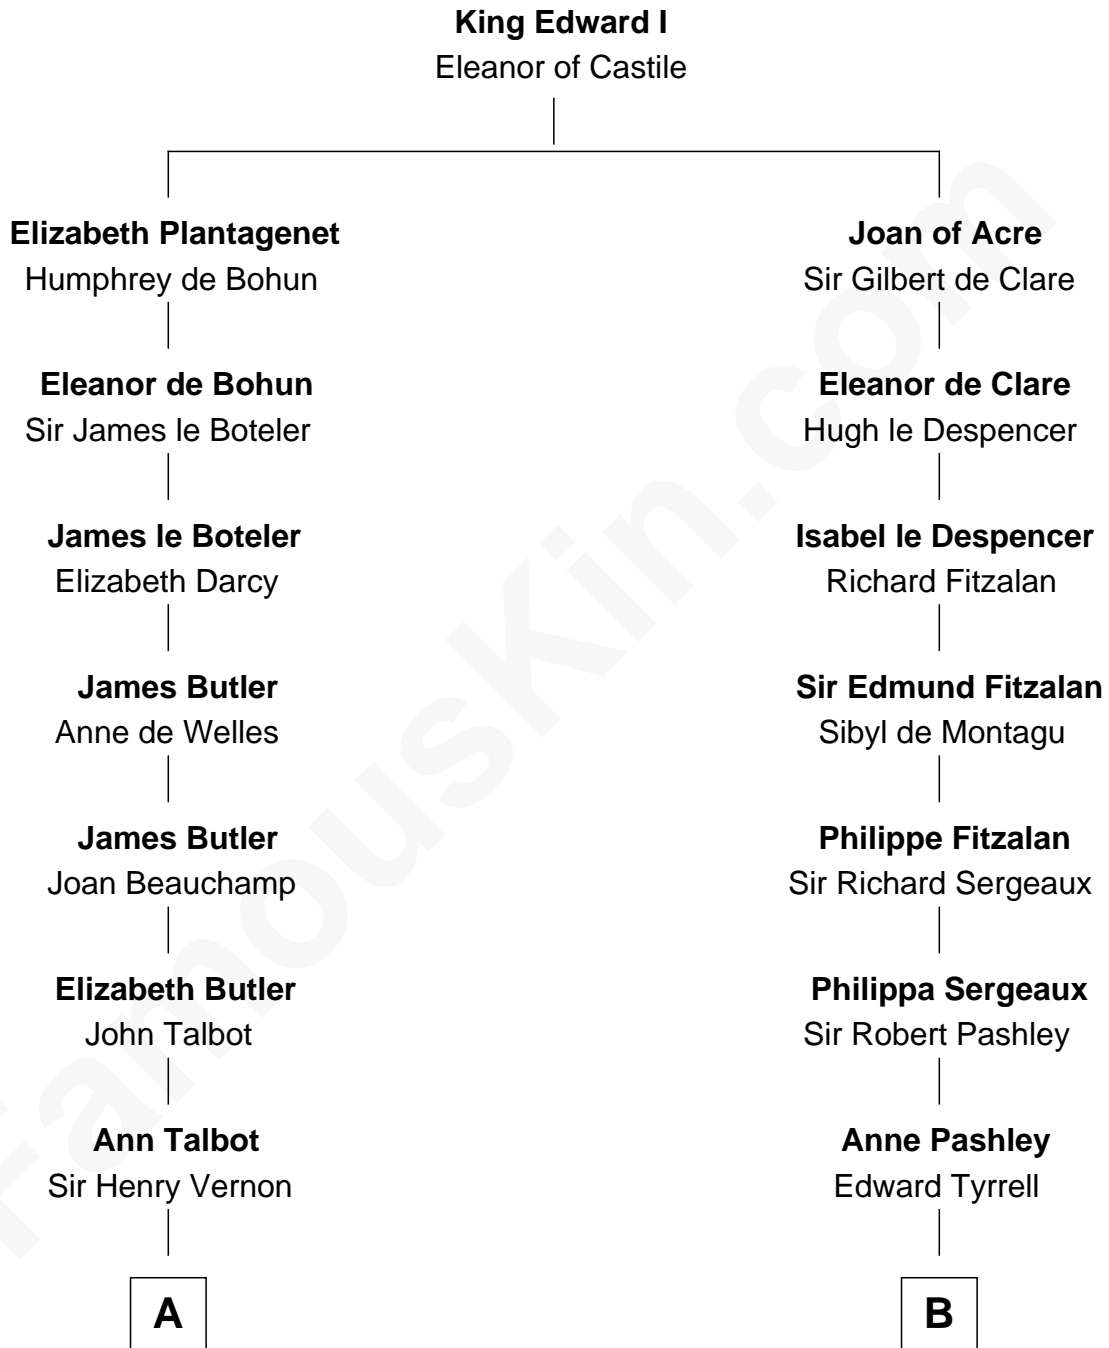 King Edward I
Eleanor of Castile
Elizabeth Plantagenet
Humphrey de Bohun
Joan of Acre
Sir Gilbert de Clare
Eleanor de Bohun
Sir James le Boteler
Eleanor de Clare
Hugh le Despencer
James le Boteler
Elizabeth Darcy
Isabel le Despencer
Richard Fitzalan
James Butler
Anne de Welles
Sir Edmund Fitzalan
Sibyl de Montagu
James Butler
Joan Beauchamp
Philippe Fitzalan
Sir Richard Sergeaux
Elizabeth Butler
John Talbot
Philippa Sergeaux
Sir Robert Pashley
Ann Talbot
Sir Henry Vernon
Anne Pashley
Edward Tyrrell
A
B
FamousKin.com